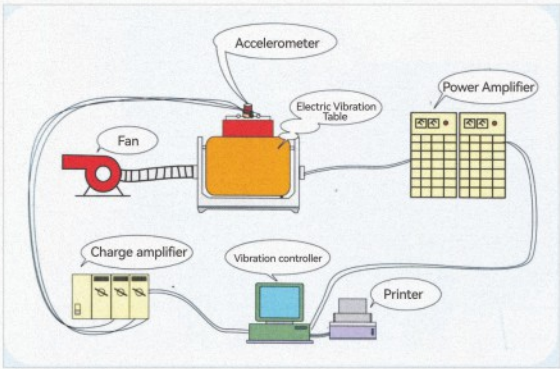 Accelerometer
Power Amplifier
Electric Vibration
Table
Fan
Charge amplifier
Vibration controller
Printer